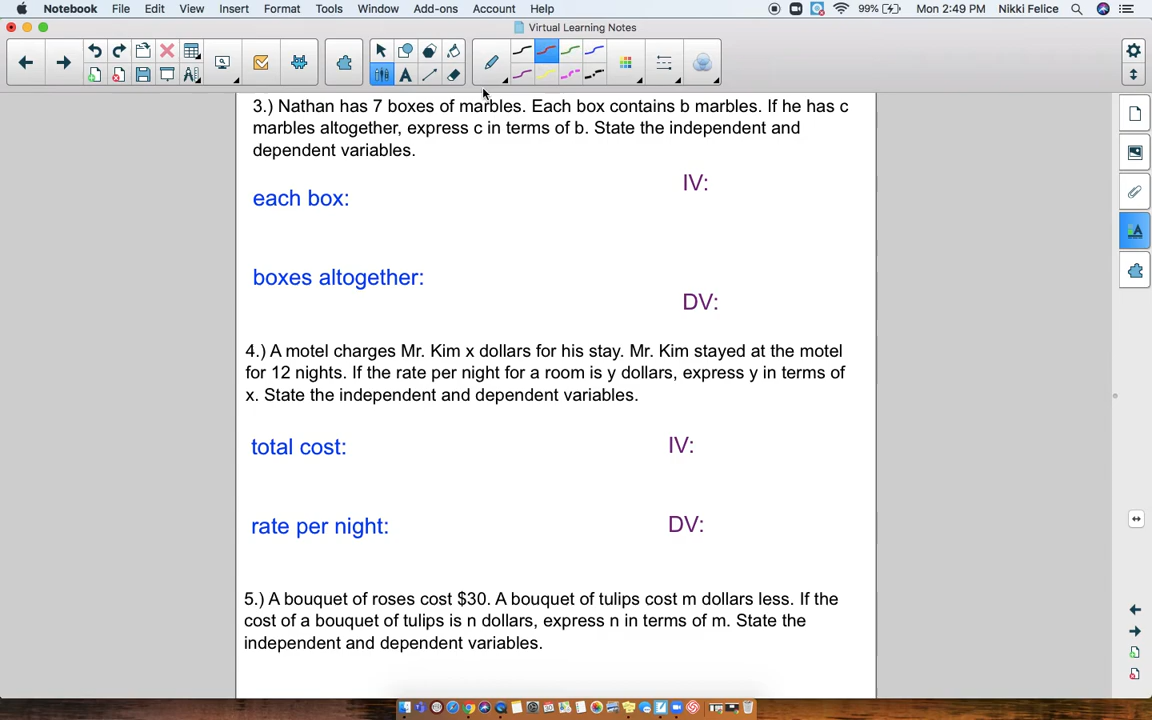 Notebook File Edit View Insert Format Tools Window Add-ons Account Help 99% Mon 2:49 PM Nikki Felice
Virtual Learning Notes
3.) Nathan has 7 boxes of marbles. Each box contains b marbles. If he has c
marbles altogether, express c in terms of b. State the independent and
dependent variables.
IV:
each box:
boxes altogether:
DV:
4.) A motel charges Mr. Kim x dollars for his stay. Mr. Kim stayed at the motel
for 12 nights. If the rate per night for a room is y dollars, express y in terms of
x. State the independent and dependent variables.
total cost:
IV:
rate per night:
DV:
5.) A bouquet of roses cost $30. A bouquet of tulips cost m dollars less. If the
cost of a bouquet of tulips is n dollars, express n in terms of m. State the
independent and dependent variables.